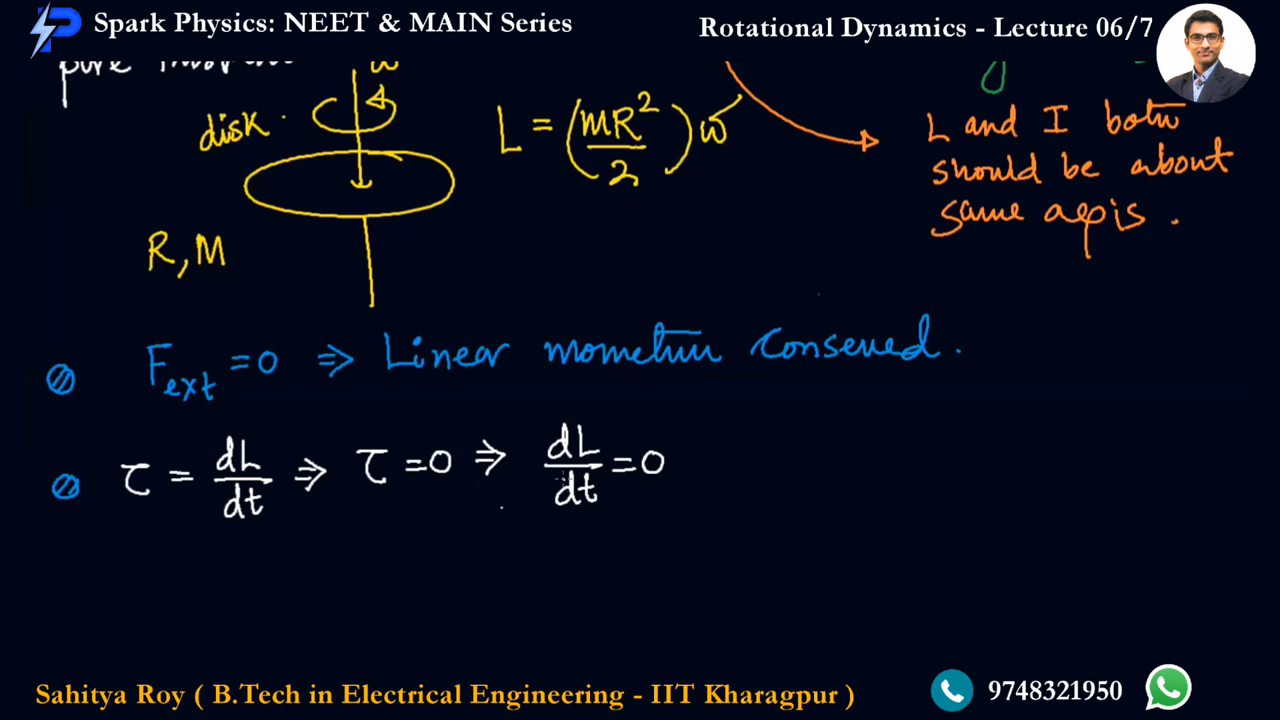 Spark Physics: NEET & MAIN Series
Rotational Dynamics - Lecture 06/7
pure
ω
disk.
L = (mR²/2) ω
L and I both
should be about
same axis.
R, M
F_ext = 0 ⇒ Linear momentum conserved.
τ = dL/dt ⇒ τ = 0 ⇒ dL/dt = 0
Sahitya Roy ( B.Tech in Electrical Engineering - IIT Kharagpur )
9748321950